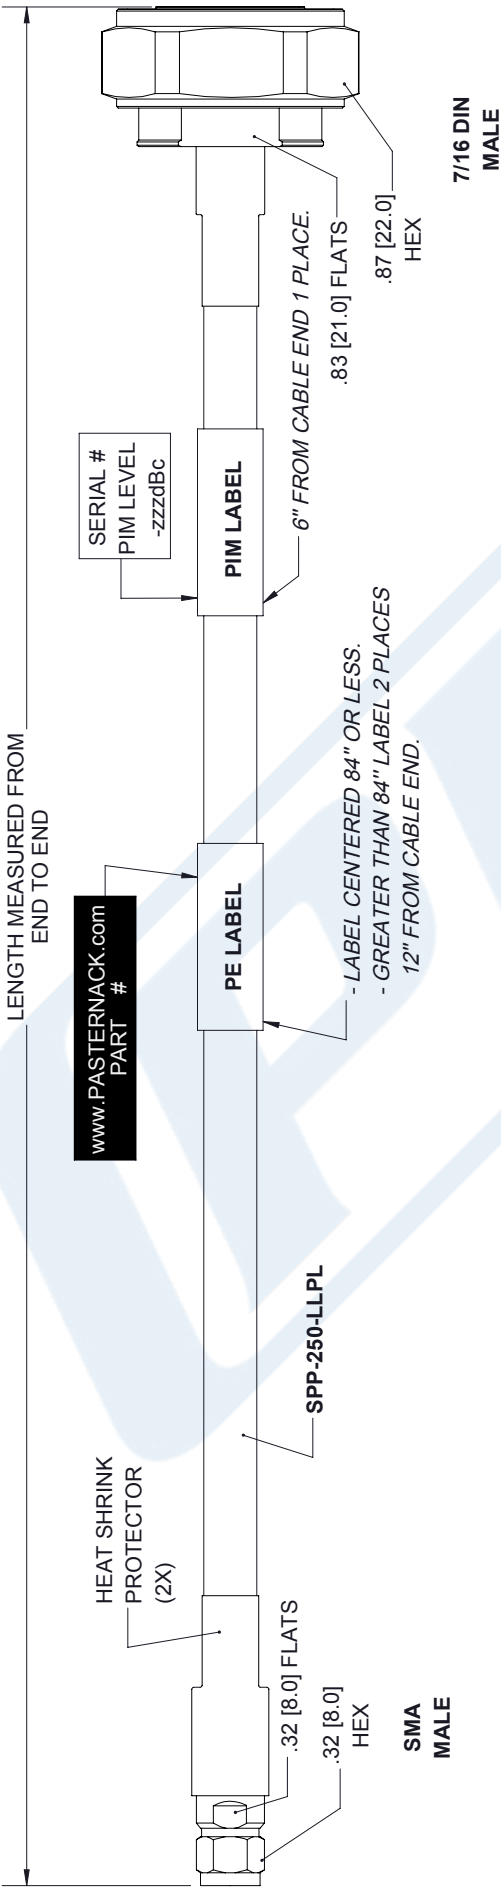 LENGTH MEASURED FROM
END TO END
HEAT SHRINK
PROTECTOR
(2X)
www.PASTERNACK.com
PART #
SERIAL #
PIM LEVEL
-zzzdBc
PE LABEL
PIM LABEL
.32 [8.0] FLATS
.32 [8.0]
HEX
SMA
MALE
SPP-250-LLPL
- LABEL CENTERED 84" OR LESS.
- GREATER THAN 84" LABEL 2 PLACES
12" FROM CABLE END.
6" FROM CABLE END 1 PLACE.
.83 [21.0] FLATS
.87 [22.0]
HEX
7/16 DIN
MALE